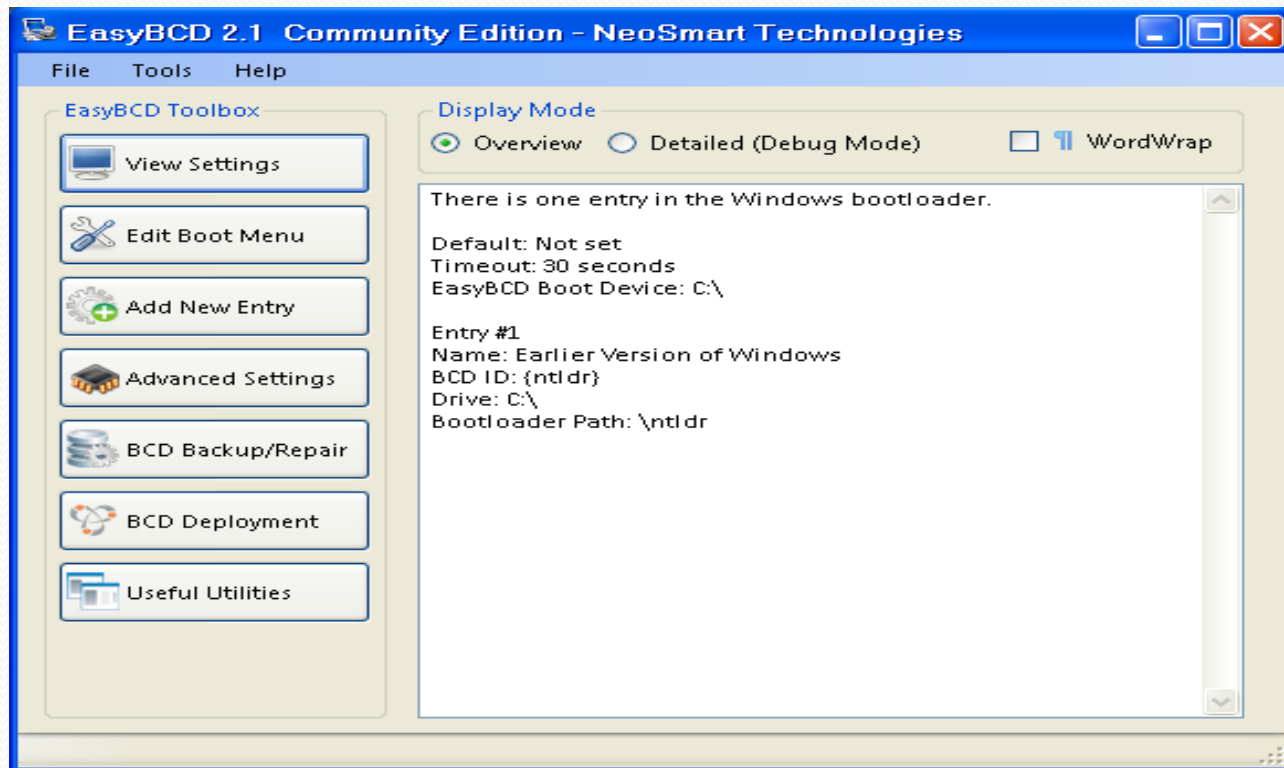 EasyBCD 2.1 Community Edition - NeoSmart Technologies
File Tools Help
EasyBCD Toolbox
View Settings
Edit Boot Menu
Add New Entry
Advanced Settings
BCD Backup/Repair
BCD Deployment
Useful Utilities
Display Mode
Overview Detailed (Debug Mode) ¶ WordWrap
There is one entry in the Windows bootloader.
Default: Not set
Timeout: 30 seconds
EasyBCD Boot Device: C:\
Entry #1
Name: Earlier Version of Windows
BCD ID: {ntldr}
Drive: C:\
Bootloader Path: \ntldr